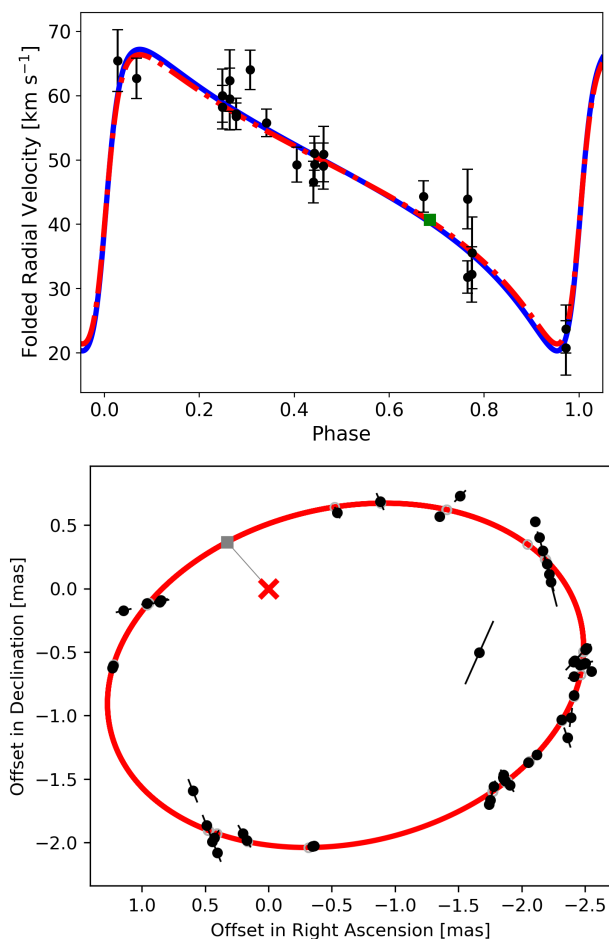 70
60
50
40
30
20
Folded Radial Velocity [km s⁻¹]
0.0 0.2 0.4 0.6 0.8 1.0
Phase
0.5
0.0
−0.5
−1.0
−1.5
−2.0
Offset in Declination [mas]
1.0 0.5 0.0 −0.5 −1.0 −1.5 −2.0 −2.5
Offset in Right Ascension [mas]